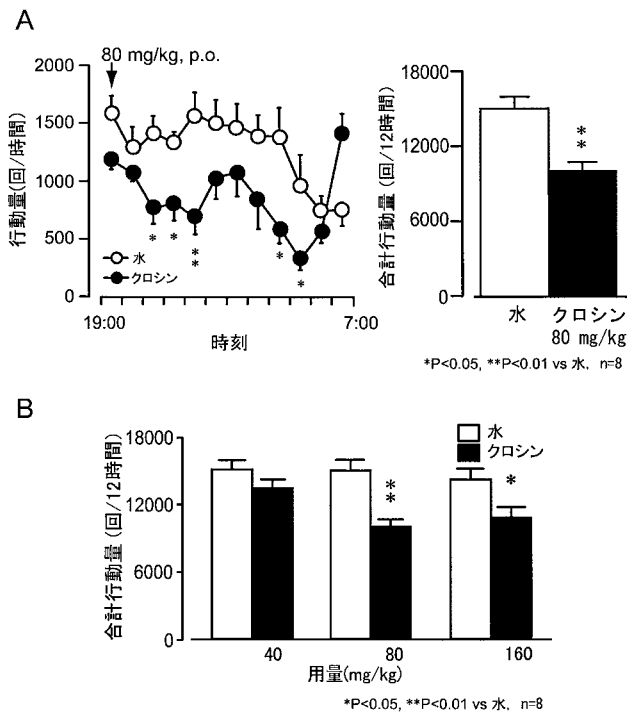 A
80 mg/kg, p.o.
行動量(回/時間)
2000
1500
1000
500
0
水
クロシン
*
*
*
*
*
*
19:00
7:00
時刻
合計行動量 (回/12時間)
18000
12000
6000
0
*
*
水
クロシン
80 mg/kg
*P<0.05, **P<0.01 vs 水, n=8
B
合計行動量 (回/12時間)
18000
12000
6000
0
水
クロシン
*
*
*
40
80
160
用量(mg/kg)
*P<0.05, **P<0.01 vs 水, n=8